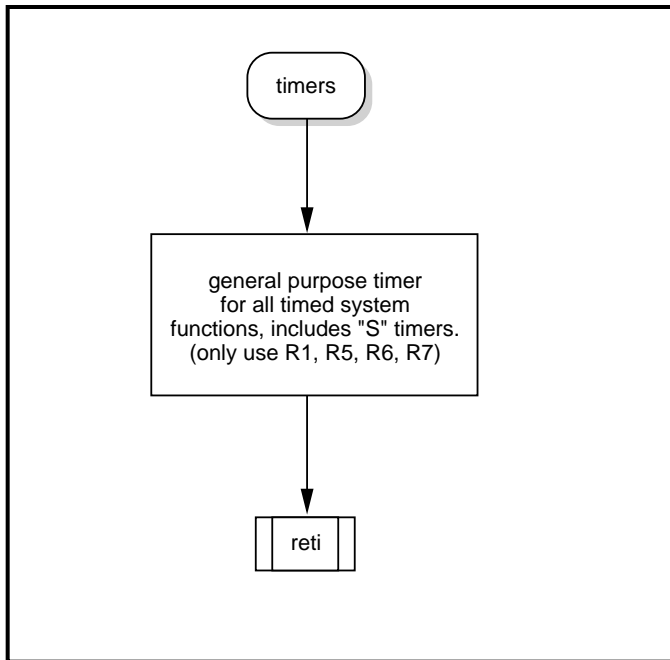 timers
general purpose timer
for all timed system
functions, includes "S" timers.
(only use R1, R5, R6, R7)
reti